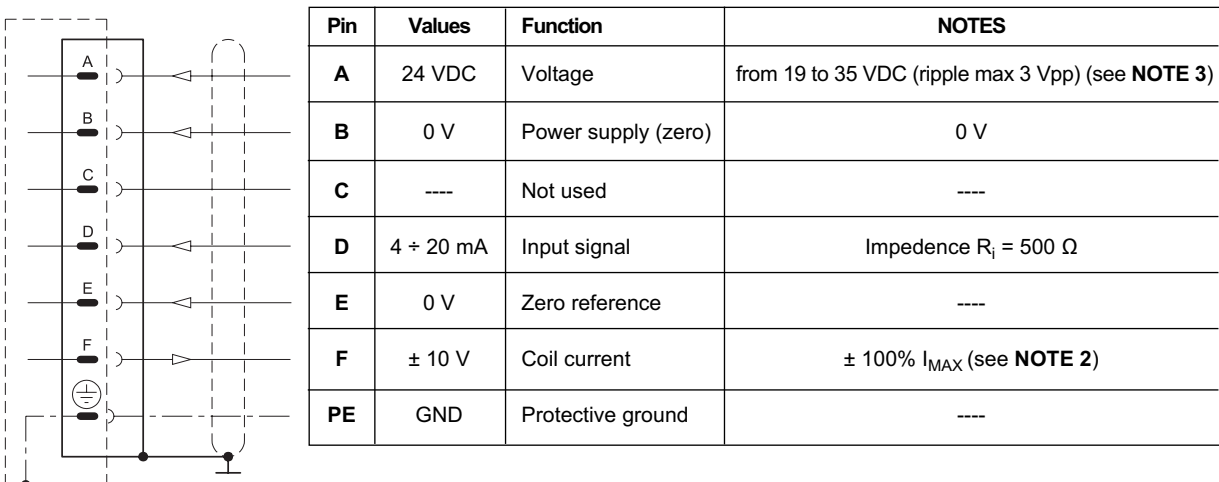 A
B
C
D
E
F
Pin Values Function NOTES
A 24 VDC Voltage from 19 to 35 VDC (ripple max 3 Vpp) (see NOTE 3)
B 0 V Power supply (zero) 0 V
C ---- Not used ----
D 4 ÷ 20 mA Input signal Impedence Ri = 500 Ω
E 0 V Zero reference ----
F ± 10 V Coil current ± 100% IMAX (see NOTE 2)
PE GND Protective ground ----